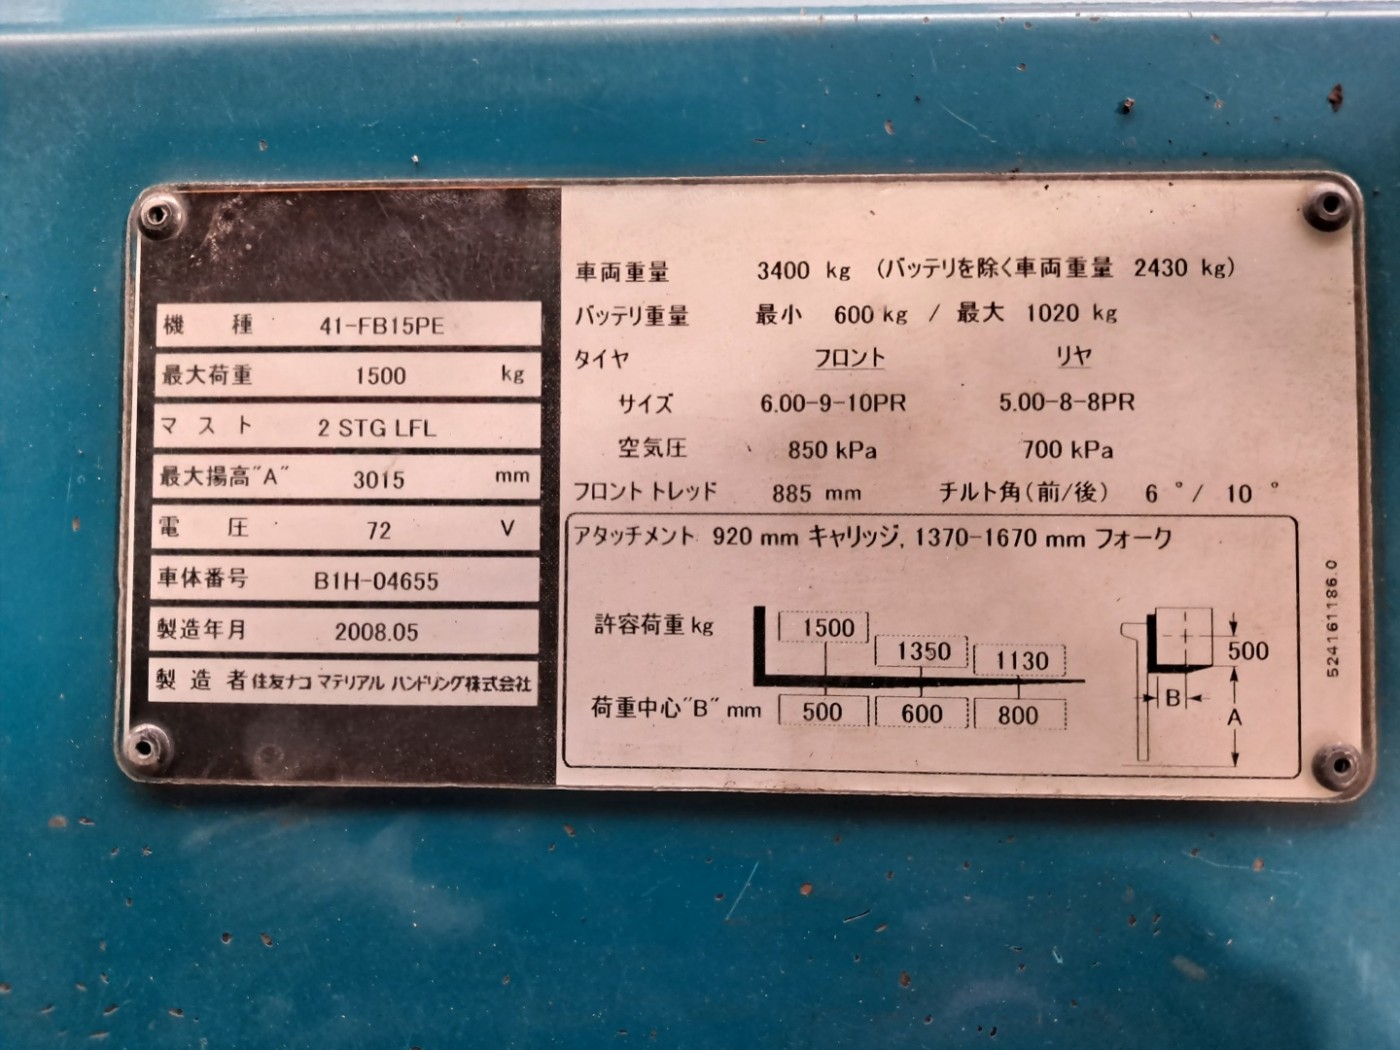 機 種 41-FB15PE
最大荷重 1500 kg
マスト 2 STG LFL
最大揚高"A" 3015 mm
電 圧 72 V
車体番号 B1H-04655
製造年月 2008.05
製造者 住友ナコ マテリアル ハンドリング株式会社
車両重量 3400 kg (バッテリを除く車両重量 2430 kg)
バッテリ重量 最小 600 kg / 最大 1020 kg
タイヤ フロント リヤ
サイズ 6.00-9-10PR 5.00-8-8PR
空気圧 850 kPa 700 kPa
フロントトレッド 885 mm チルト角(前/後) 6 °/ 10 °
アタッチメント 920 mm キャリッジ, 1370-1670 mm フォーク
許容荷重 kg 1500 1350 1130
荷重中心"B" mm 500 600 800
500
B
A
524161186.0